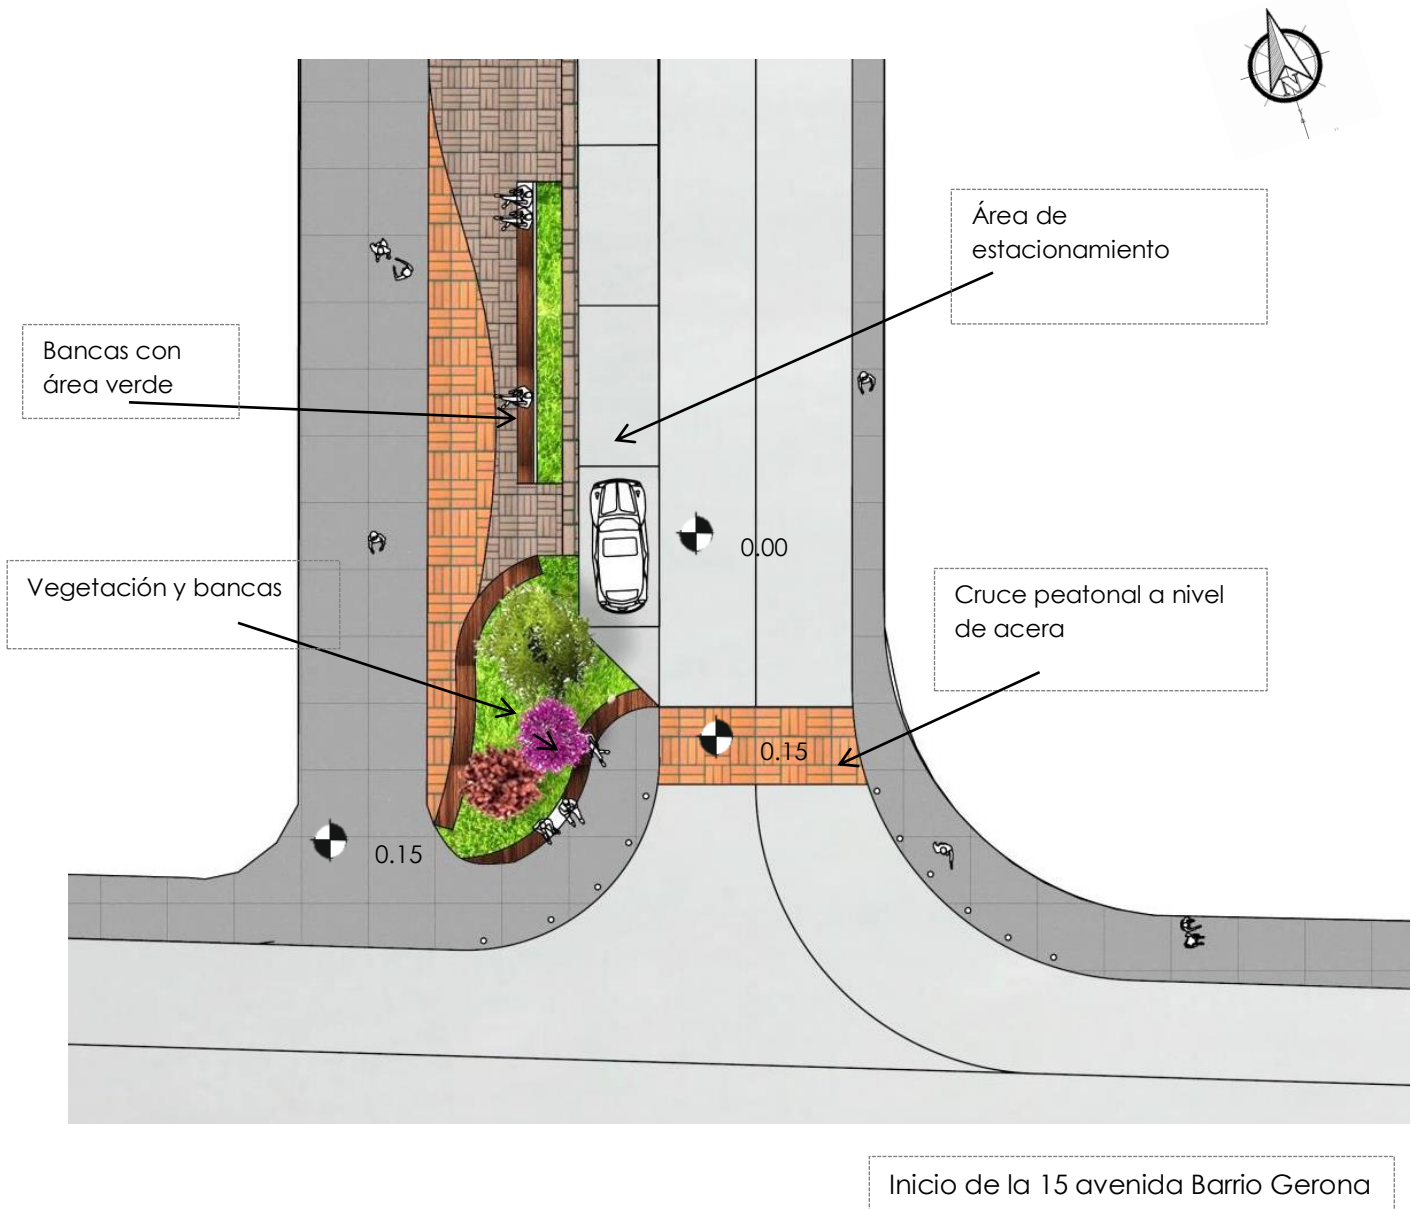 N
Área de
estacionamiento
Bancas con
área verde
0.00
Vegetación y bancas
Cruce peatonal a nivel
de acera
0.15
0.15
Inicio de la 15 avenida Barrio Gerona